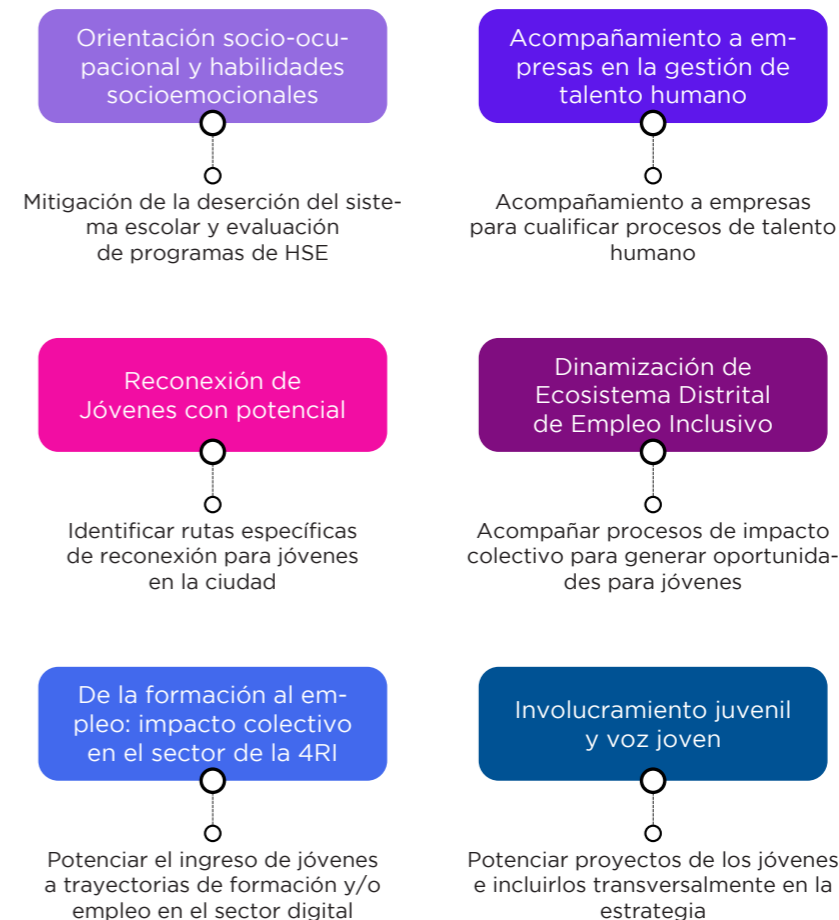 Orientación socio-ocu-
pacional y habilidades
socioemocionales
Mitigación de la deserción del siste-
ma escolar y evaluación
de programas de HSE
Acompañamiento a em-
presas en la gestión de
talento humano
Acompañamiento a empresas
para cualificar procesos de talento
humano
Reconexión de
Jóvenes con potencial
Identificar rutas específicas
de reconexión para jóvenes
en la ciudad
Dinamización de
Ecosistema Distrital
de Empleo Inclusivo
Acompañar procesos de impacto
colectivo para generar oportunida-
des para jóvenes
De la formación al em-
pleo: impacto colectivo
en el sector de la 4RI
Potenciar el ingreso de jóvenes
a trayectorias de formación y/o
empleo en el sector digital
Involucramiento juvenil
y voz joven
Potenciar proyectos de los jóvenes
e incluirlos transversalmente en la
estrategia